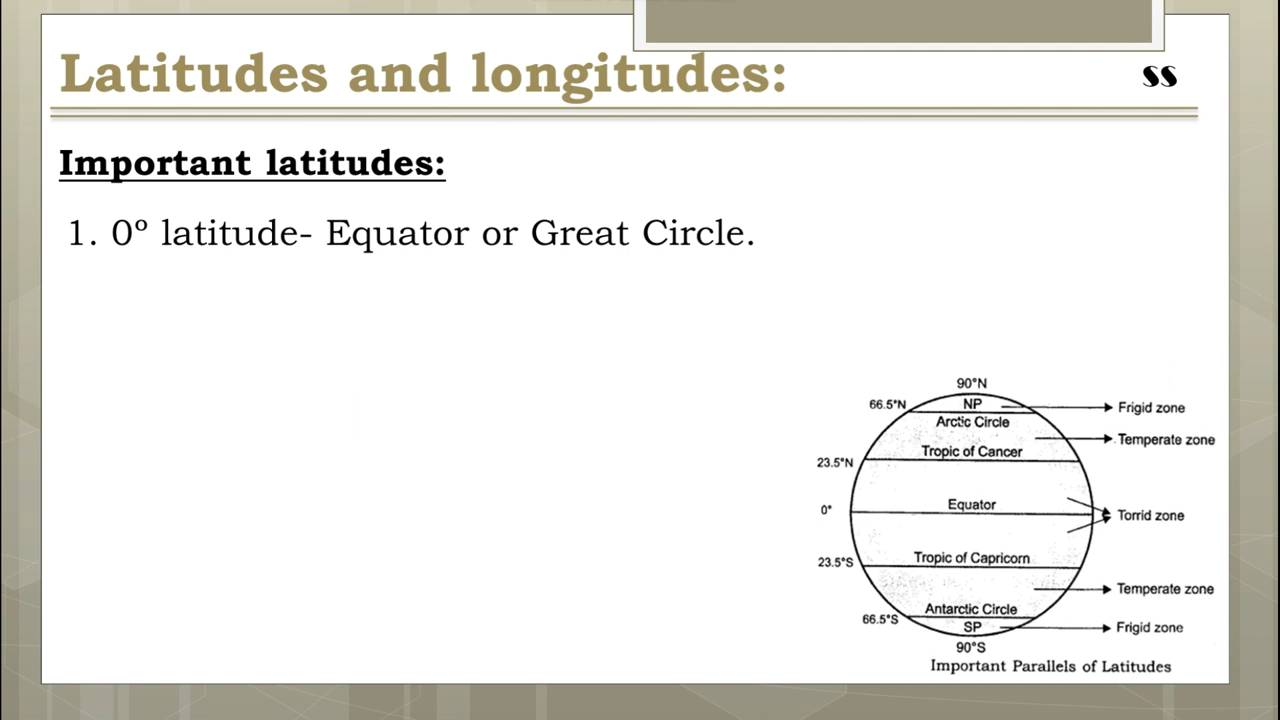 Latitudes and longitudes:
SS
Important latitudes:
1. 0º latitude- Equator or Great Circle.
90°N
66.5°N
NP
Frigid zone
Arctic Circle
Temperate zone
Tropic of Cancer
23.5°N
Equator
0°
Torrid zone
Tropic of Capricorn
23.5°S
Temperate zone
Antarctic Circle
66.5°S
SP
Frigid zone
90°S
Important Parallels of Latitudes